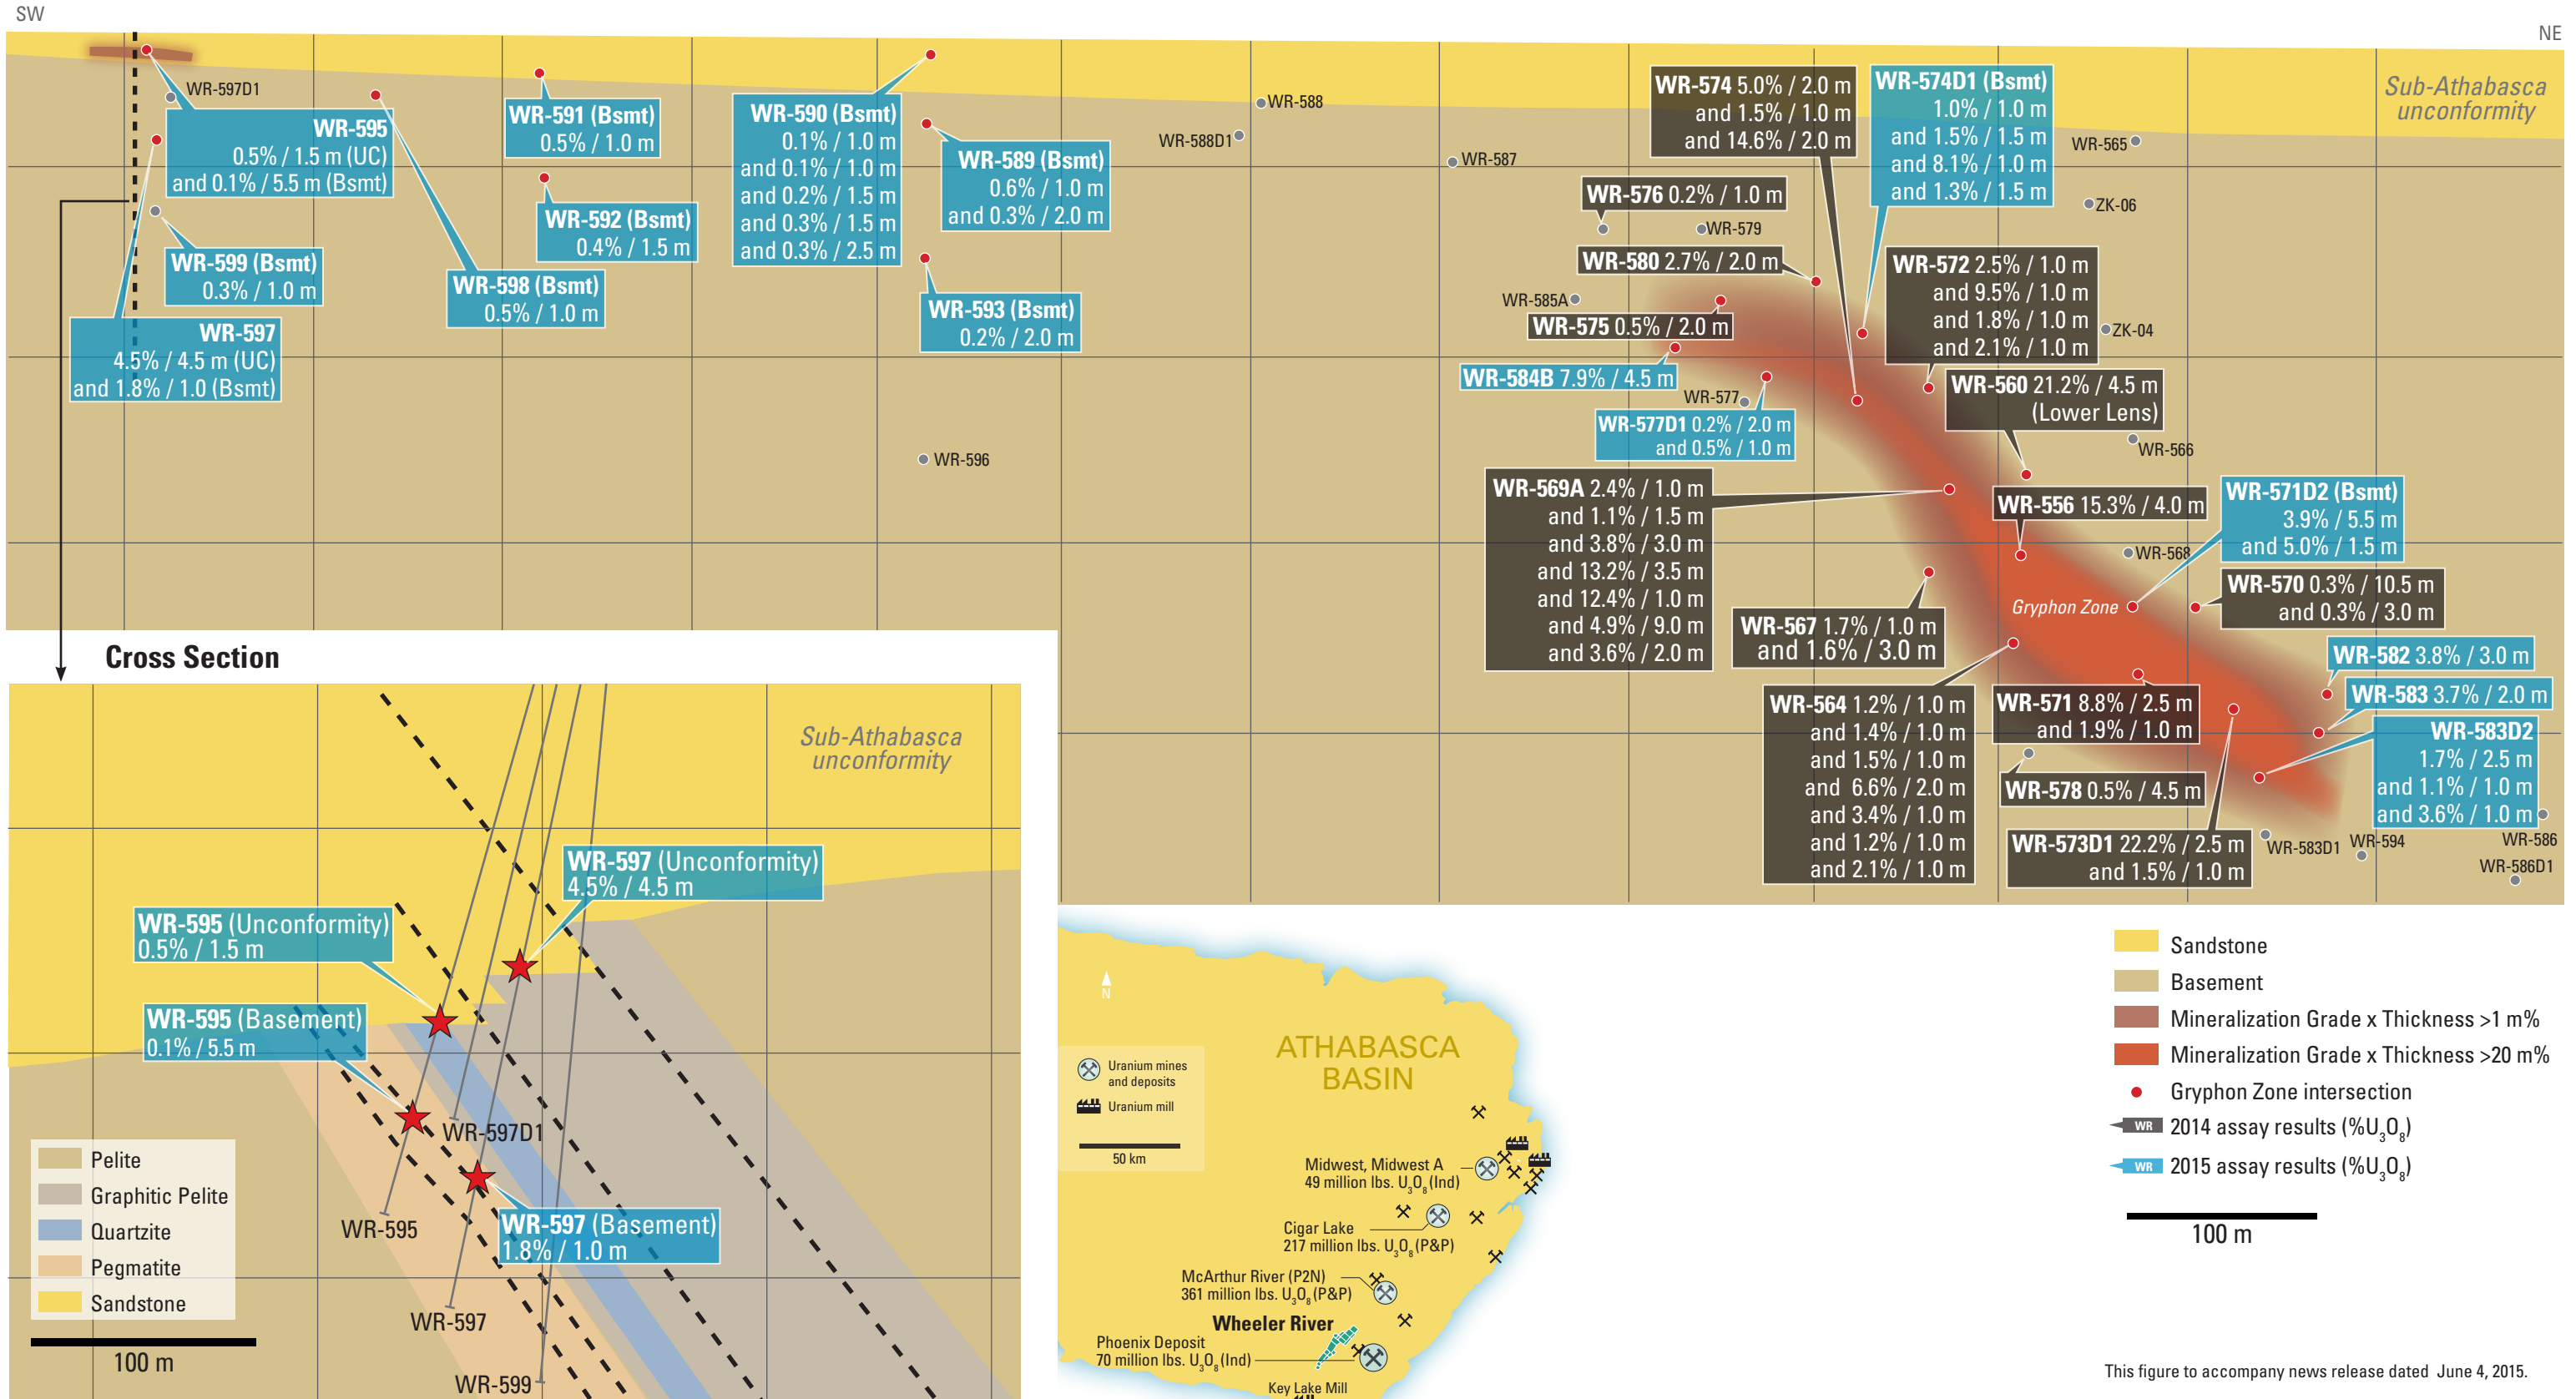 SW
NE
Sub-Athabasca
unconformity
WR-597D1
WR-595
0.5% / 1.5 m (UC)
and 0.1% / 5.5 m (Bsmt)
WR-599 (Bsmt)
0.3% / 1.0 m
WR-597
4.5% / 4.5 m (UC)
and 1.8% / 1.0 (Bsmt)
WR-598 (Bsmt)
0.5% / 1.0 m
WR-591 (Bsmt)
0.5% / 1.0 m
WR-592 (Bsmt)
0.4% / 1.5 m
WR-590 (Bsmt)
0.1% / 1.0 m
and 0.1% / 1.0 m
and 0.2% / 1.5 m
and 0.3% / 1.5 m
and 0.3% / 2.5 m
WR-589 (Bsmt)
0.6% / 1.0 m
and 0.3% / 2.0 m
WR-593 (Bsmt)
0.2% / 2.0 m
WR-596
WR-588
WR-588D1
WR-587
WR-574 5.0% / 2.0 m
and 1.5% / 1.0 m
and 14.6% / 2.0 m
WR-574D1 (Bsmt)
1.0% / 1.0 m
and 1.5% / 1.5 m
and 8.1% / 1.0 m
and 1.3% / 1.5 m
WR-565
ZK-06
WR-576 0.2% / 1.0 m
WR-579
WR-580 2.7% / 2.0 m
WR-585A
WR-575 0.5% / 2.0 m
WR-572 2.5% / 1.0 m
and 9.5% / 1.0 m
and 1.8% / 1.0 m
and 2.1% / 1.0 m
ZK-04
WR-584B 7.9% / 4.5 m
WR-577
WR-577D1 0.2% / 2.0 m
and 0.5% / 1.0 m
WR-560 21.2% / 4.5 m
(Lower Lens)
WR-566
WR-569A 2.4% / 1.0 m
and 1.1% / 1.5 m
and 3.8% / 3.0 m
and 13.2% / 3.5 m
and 12.4% / 1.0 m
and 4.9% / 9.0 m
and 3.6% / 2.0 m
WR-556 15.3% / 4.0 m
WR-571D2 (Bsmt)
3.9% / 5.5 m
and 5.0% / 1.5 m
WR-568
Gryphon Zone
WR-570 0.3% / 10.5 m
and 0.3% / 3.0 m
WR-567 1.7% / 1.0 m
and 1.6% / 3.0 m
WR-582 3.8% / 3.0 m
WR-583 3.7% / 2.0 m
WR-564 1.2% / 1.0 m
and 1.4% / 1.0 m
and 1.5% / 1.0 m
and 6.6% / 2.0 m
and 3.4% / 1.0 m
and 1.2% / 1.0 m
and 2.1% / 1.0 m
WR-571 8.8% / 2.5 m
and 1.9% / 1.0 m
WR-583D2
1.7% / 2.5 m
and 1.1% / 1.0 m
and 3.6% / 1.0 m
WR-578 0.5% / 4.5 m
WR-573D1 22.2% / 2.5 m
and 1.5% / 1.0 m
WR-583D1
WR-594
WR-586
WR-586D1
Cross Section
Sub-Athabasca
unconformity
WR-597 (Unconformity)
4.5% / 4.5 m
WR-595 (Unconformity)
0.5% / 1.5 m
WR-595 (Basement)
0.1% / 5.5 m
WR-597D1
WR-595
WR-597 (Basement)
1.8% / 1.0 m
WR-597
WR-599
Pelite
Graphitic Pelite
Quartzite
Pegmatite
Sandstone
100 m
N
ATHABASCA
BASIN
Uranium mines
and deposits
Uranium mill
50 km
Midwest, Midwest A
49 million lbs. U3O8 (Ind)
Cigar Lake
217 million lbs. U3O8 (P&P)
McArthur River (P2N)
361 million lbs. U3O8 (P&P)
Wheeler River
Phoenix Deposit
70 million lbs. U3O8 (Ind)
Key Lake Mill
Sandstone
Basement
Mineralization Grade x Thickness >1 m%
Mineralization Grade x Thickness >20 m%
Gryphon Zone intersection
WR 2014 assay results (%U3O8)
WR 2015 assay results (%U3O8)
100 m
This figure to accompany news release dated June 4, 2015.